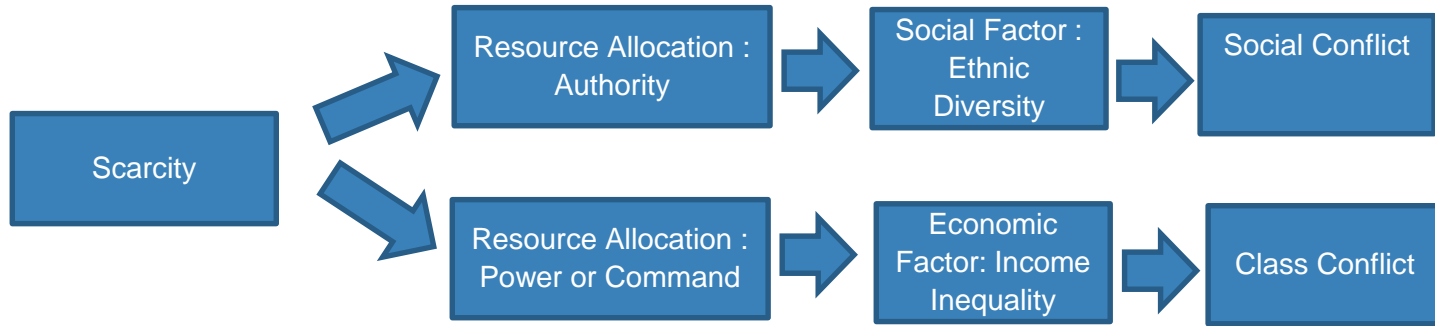 Scarcity
Resource Allocation :
Authority
Social Factor :
Ethnic
Diversity
Social Conflict
Resource Allocation :
Power or Command
Economic
Factor: Income
Inequality
Class Conflict